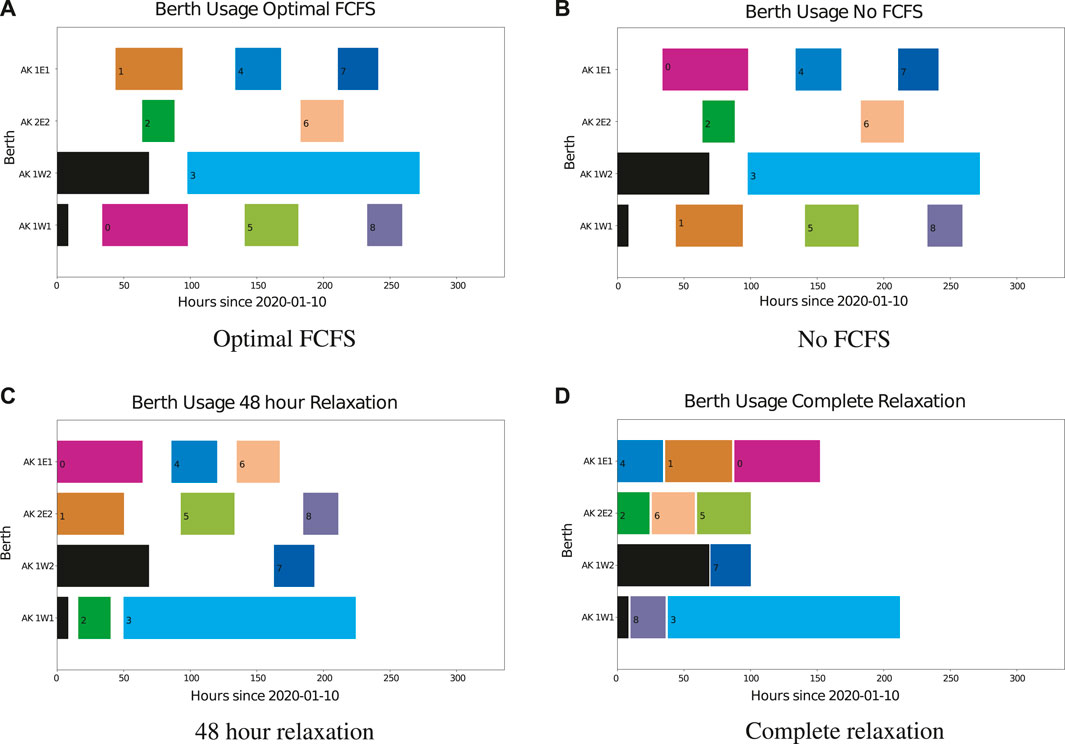 A
Berth Usage Optimal FCFS
AK 1E1
AK 2E2
AK 1W2
AK 1W1
Berth
1
4
7
2
6
3
0
5
8
0
50
100
150
200
250
300
Hours since 2020-01-10
Optimal FCFS
B
Berth Usage No FCFS
AK 1E1
AK 2E2
AK 1W2
AK 1W1
Berth
0
4
7
2
6
3
1
5
8
0
50
100
150
200
250
300
Hours since 2020-01-10
No FCFS
C
Berth Usage 48 hour Relaxation
AK 1E1
AK 2E2
AK 1W2
AK 1W1
Berth
0
4
6
1
5
8
7
2
3
0
50
100
150
200
250
300
Hours since 2020-01-10
48 hour relaxation
D
Berth Usage Complete Relaxation
AK 1E1
AK 2E2
AK 1W2
AK 1W1
Berth
4
1
0
2
6
5
7
8
3
0
50
100
150
200
250
300
Hours since 2020-01-10
Complete relaxation